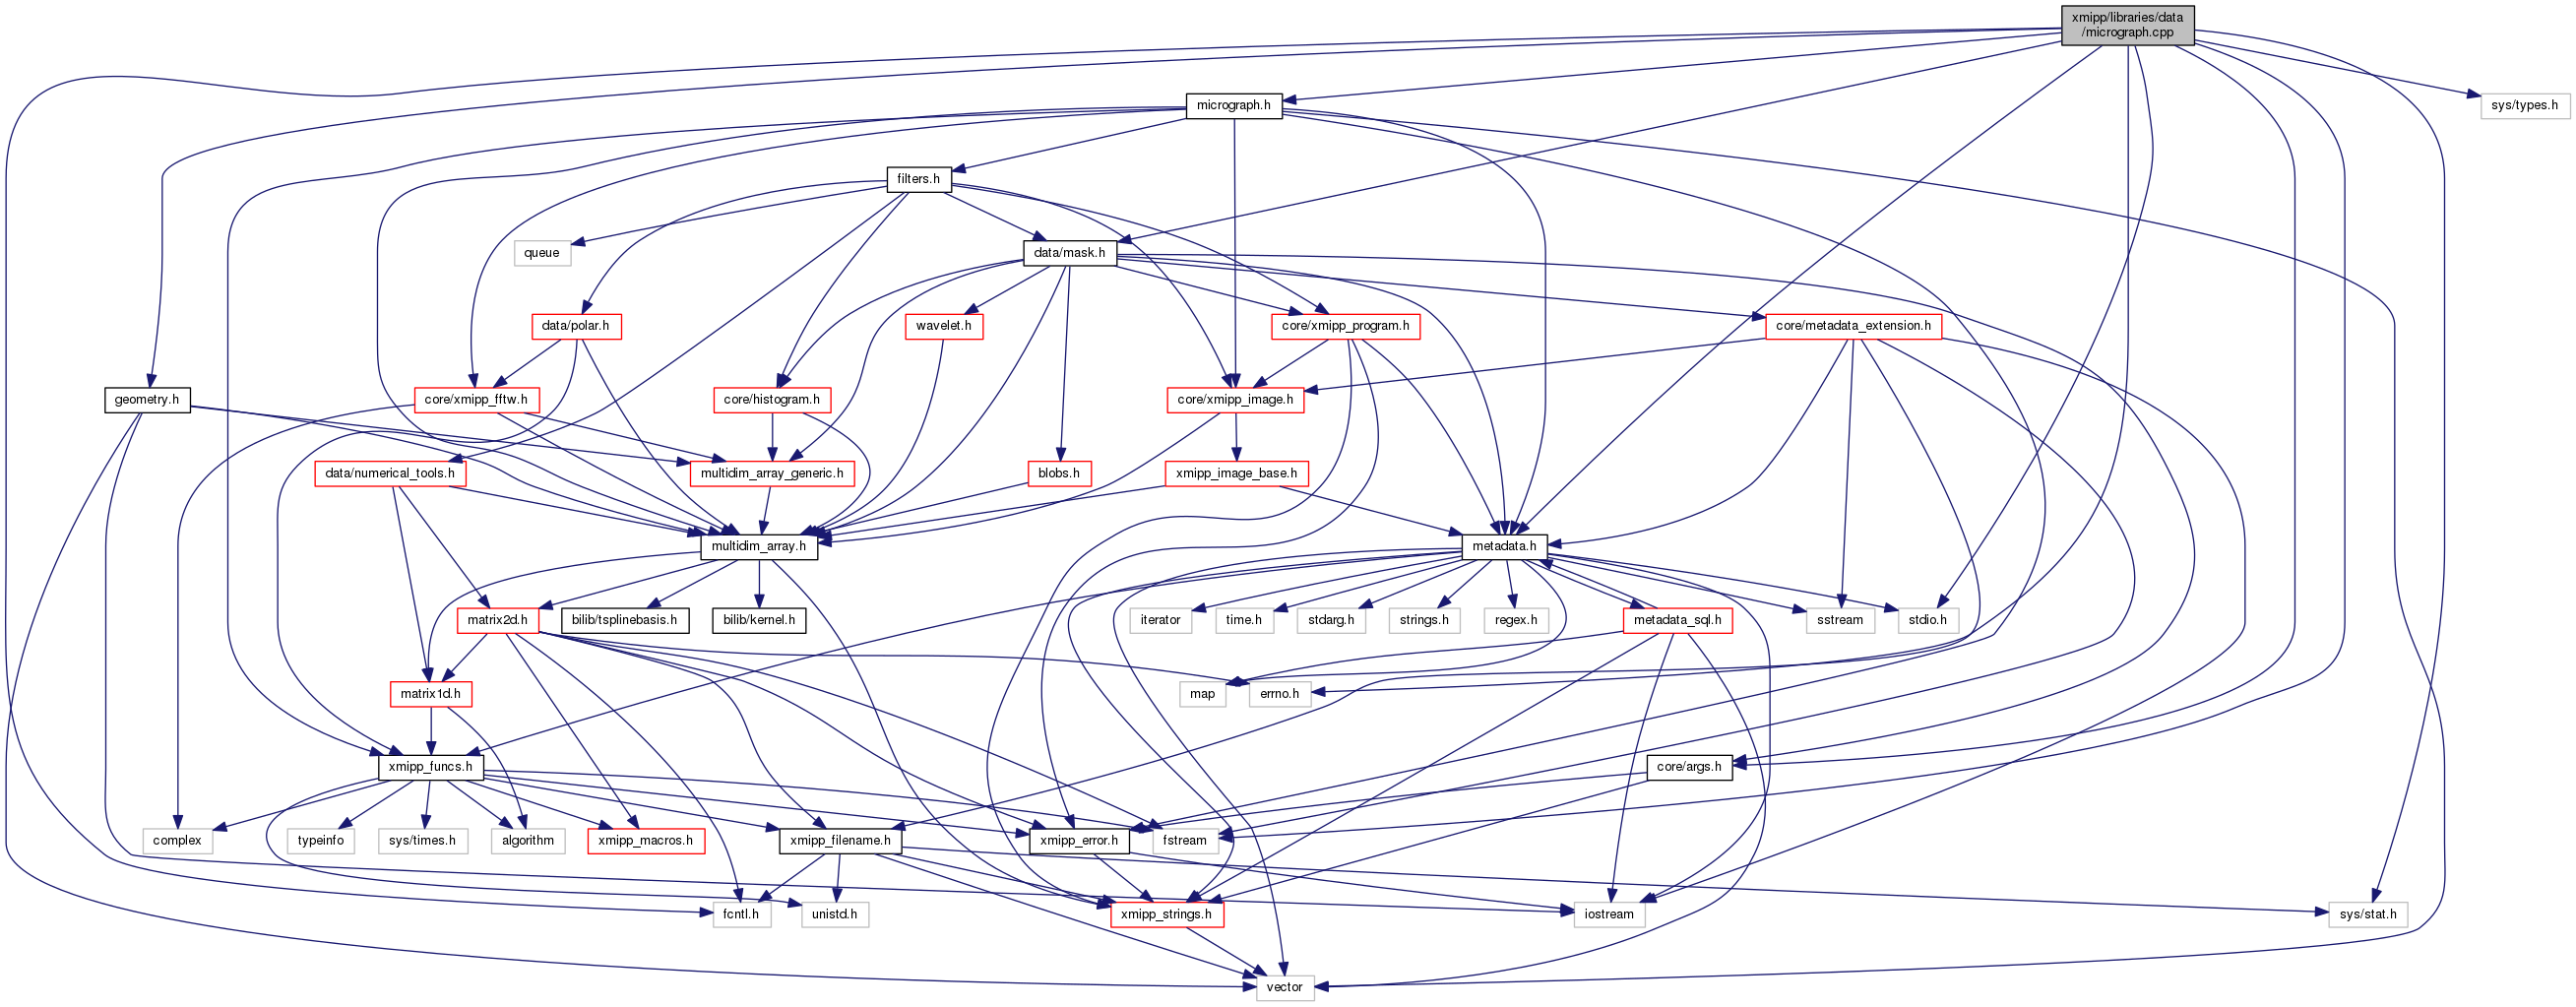 xmipp/libraries/data
/micrograph.cpp
micrograph.h
sys/types.h
filters.h
queue
data/mask.h
data/polar.h
wavelet.h
core/xmipp_program.h
core/metadata_extension.h
geometry.h
core/xmipp_fftw.h
core/histogram.h
core/xmipp_image.h
data/numerical_tools.h
multidim_array_generic.h
blobs.h
xmipp_image_base.h
multidim_array.h
metadata.h
matrix2d.h
bilib/tsplinebasis.h
bilib/kernel.h
iterator
time.h
stdarg.h
strings.h
regex.h
metadata_sql.h
sstream
stdio.h
matrix1d.h
map
errno.h
xmipp_funcs.h
core/args.h
complex
typeinfo
sys/times.h
algorithm
xmipp_macros.h
xmipp_filename.h
xmipp_error.h
fstream
fcntl.h
unistd.h
xmipp_strings.h
iostream
sys/stat.h
vector